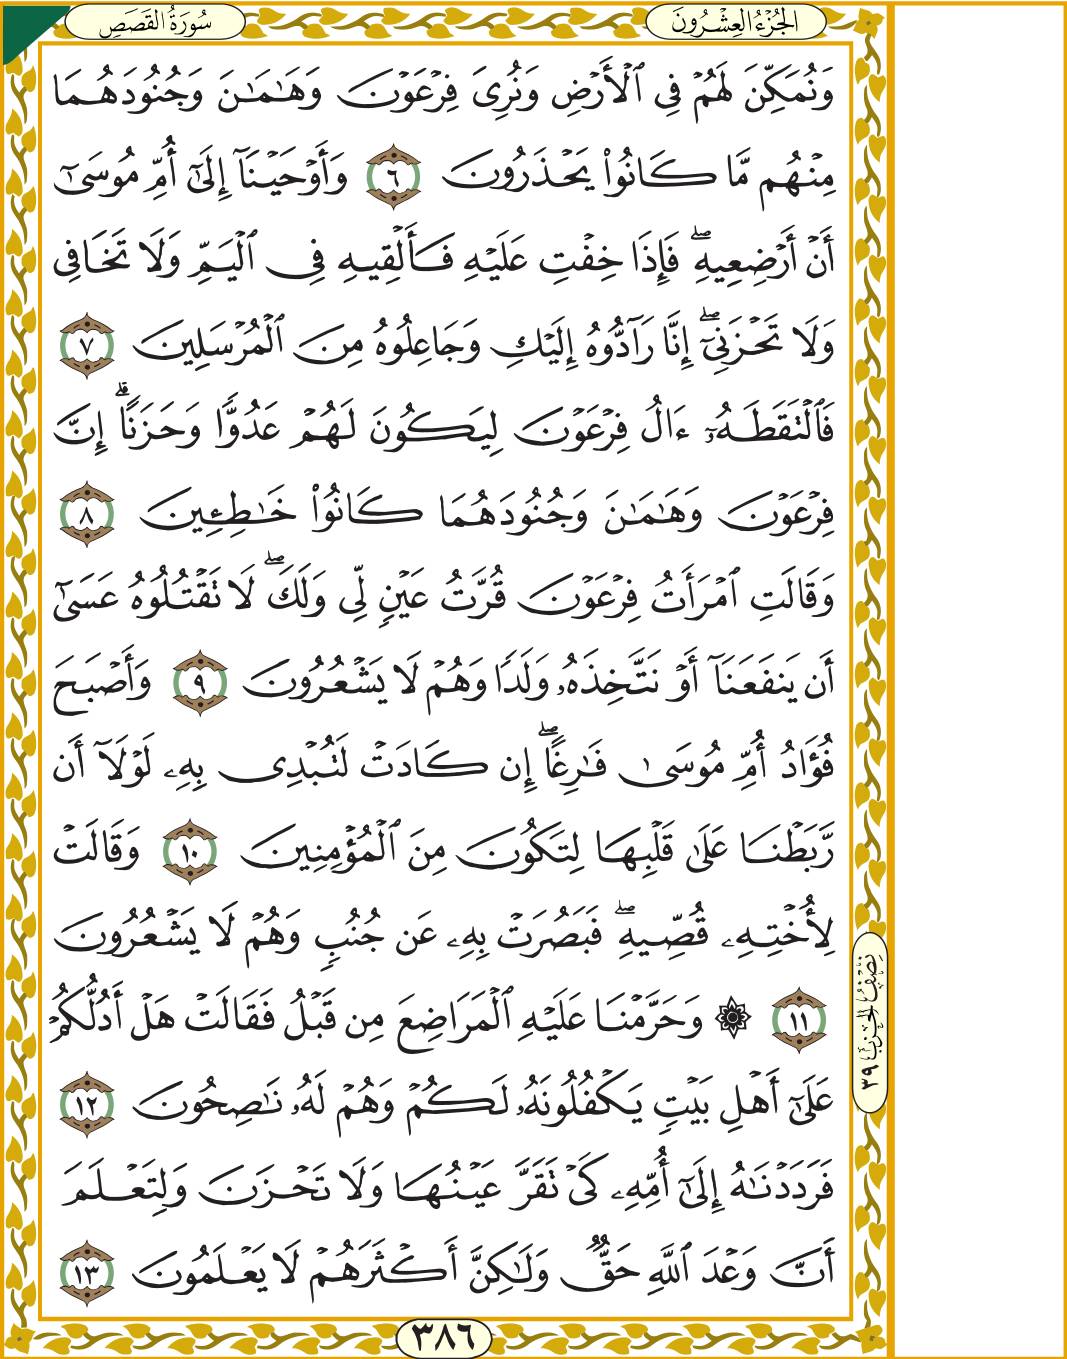 سُورَةُ القَصَصِ
الجُزْءُ العِشْرُونَ
وَنُمَكِّنَ لَهُمْ فِي ٱلْأَرْضِ وَنُرِىَ فِرْعَوْنَ وَهَٰمَٰنَ وَجُنُودَهُمَا
مِنْهُم مَّا كَانُوا۟ يَحْذَرُونَ ٦ وَأَوْحَيْنَآ إِلَىٰٓ أُمِّ مُوسَىٰٓ
أَنْ أَرْضِعِيهِ ۖ فَإِذَا خِفْتِ عَلَيْهِ فَأَلْقِيهِ فِى ٱلْيَمِّ وَلَا تَخَافِى
وَلَا تَحْزَنِىٓ ۖ إِنَّا رَآدُّوهُ إِلَيْكِ وَجَاعِلُوهُ مِنَ ٱلْمُرْسَلِينَ ٧
فَٱلْتَقَطَهُۥٓ ءَالُ فِرْعَوْنَ لِيَكُونَ لَهُمْ عَدُوًّا وَحَزَنًا ۗ إِنَّ
فِرْعَوْنَ وَهَٰمَٰنَ وَجُنُودَهُمَا كَانُوا۟ خَٰطِـِٔينَ ٨
وَقَالَتِ ٱمْرَأَتُ فِرْعَوْنَ قُرَّتُ عَيْنٍ لِّى وَلَكَ ۖ لَا تَقْتُلُوهُ عَسَىٰٓ
أَن يَنفَعَنَآ أَوْ نَتَّخِذَهُۥ وَلَدًا وَهُمْ لَا يَشْعُرُونَ ٩ وَأَصْبَحَ
فُؤَادُ أُمِّ مُوسَىٰ فَٰرِغًا ۖ إِن كَادَتْ لَتُبْدِى بِهِۦ لَوْلَآ أَن
رَّبَطْنَا عَلَىٰ قَلْبِهَا لِتَكُونَ مِنَ ٱلْمُؤْمِنِينَ ١٠ وَقَالَتْ
لِأُخْتِهِۦ قُصِّيهِ ۖ فَبَصُرَتْ بِهِۦ عَن جُنُبٍ وَهُمْ لَا يَشْعُرُونَ
١١ ۞ وَحَرَّمْنَا عَلَيْهِ ٱلْمَرَاضِعَ مِن قَبْلُ فَقَالَتْ هَلْ أَدُلُّكُمْ
عَلَىٰٓ أَهْلِ بَيْتٍ يَكْفُلُونَهُۥ لَكُمْ وَهُمْ لَهُۥ نَٰصِحُونَ ١٢
فَرَدَدْنَٰهُ إِلَىٰٓ أُمِّهِۦ كَىْ تَقَرَّ عَيْنُهَا وَلَا تَحْزَنَ وَلِتَعْلَمَ
أَنَّ وَعْدَ ٱللَّهِ حَقٌّ وَلَٰكِنَّ أَكْثَرَهُمْ لَا يَعْلَمُونَ ١٣
نِصْفُ الحِزْبِ ٣٩
٣٨٦